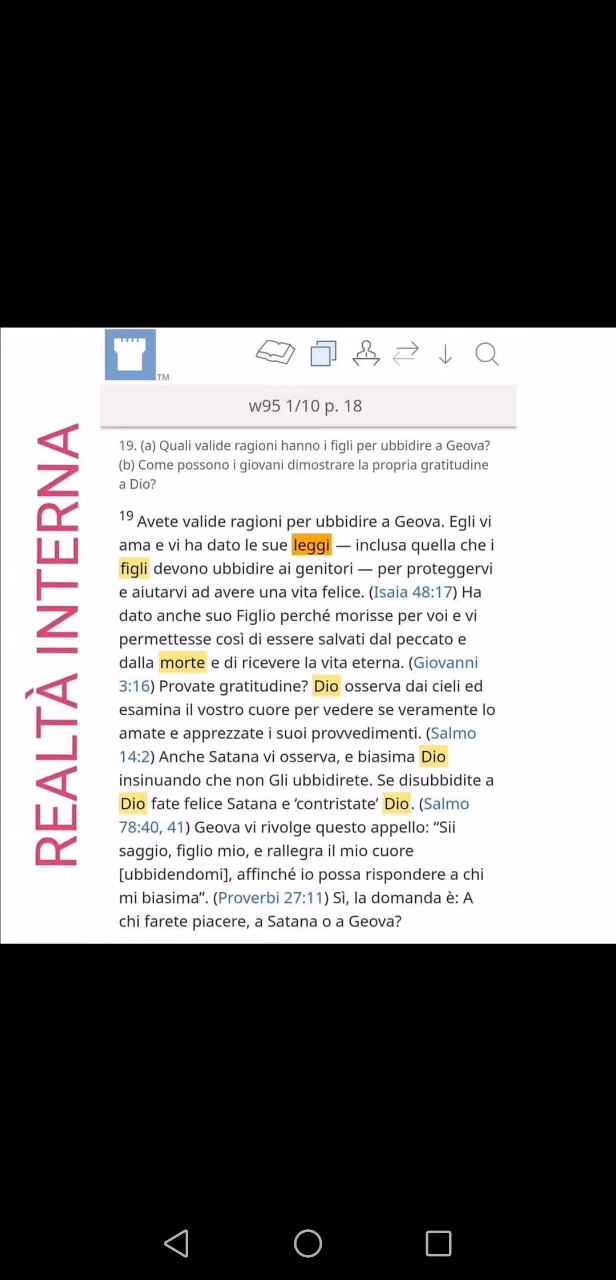 REALTÀ INTERNA
TM
w95 1/10 p. 18
19. (a) Quali valide ragioni hanno i figli per ubbidire a Geova?
(b) Come possono i giovani dimostrare la propria gratitudine
a Dio?
19 Avete valide ragioni per ubbidire a Geova. Egli vi
ama e vi ha dato le sue leggi — inclusa quella che i
figli devono ubbidire ai genitori — per proteggervi
e aiutarvi ad avere una vita felice. (Isaia 48:17) Ha
dato anche suo Figlio perché morisse per voi e vi
permettesse così di essere salvati dal peccato e
dalla morte e di ricevere la vita eterna. (Giovanni
3:16) Provate gratitudine? Dio osserva dai cieli ed
esamina il vostro cuore per vedere se veramente lo
amate e apprezzate i suoi provvedimenti. (Salmo
14:2) Anche Satana vi osserva, e biasima Dio
insinuando che non Gli ubbidirete. Se disubbidite a
Dio fate felice Satana e ‘contristate’ Dio. (Salmo
78:40, 41) Geova vi rivolge questo appello: “Sii
saggio, figlio mio, e rallegra il mio cuore
[ubbidendomi], affinché io possa rispondere a chi
mi biasima”. (Proverbi 27:11) Sì, la domanda è: A
chi farete piacere, a Satana o a Geova?